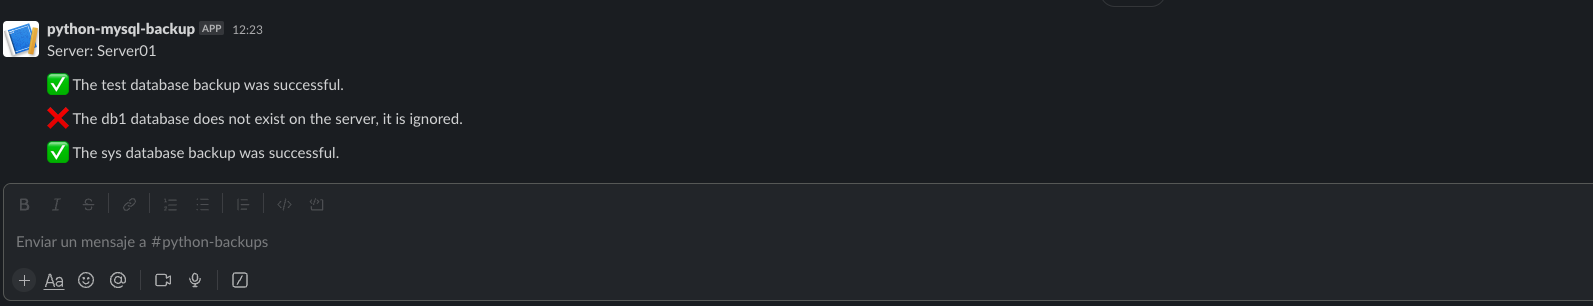 python-mysql-backup APP 12:23
Server: Server01
The test database backup was successful.
The db1 database does not exist on the server, it is ignored.
The sys database backup was successful.
B I S
Enviar un mensaje a #python-backups
+ Aa @